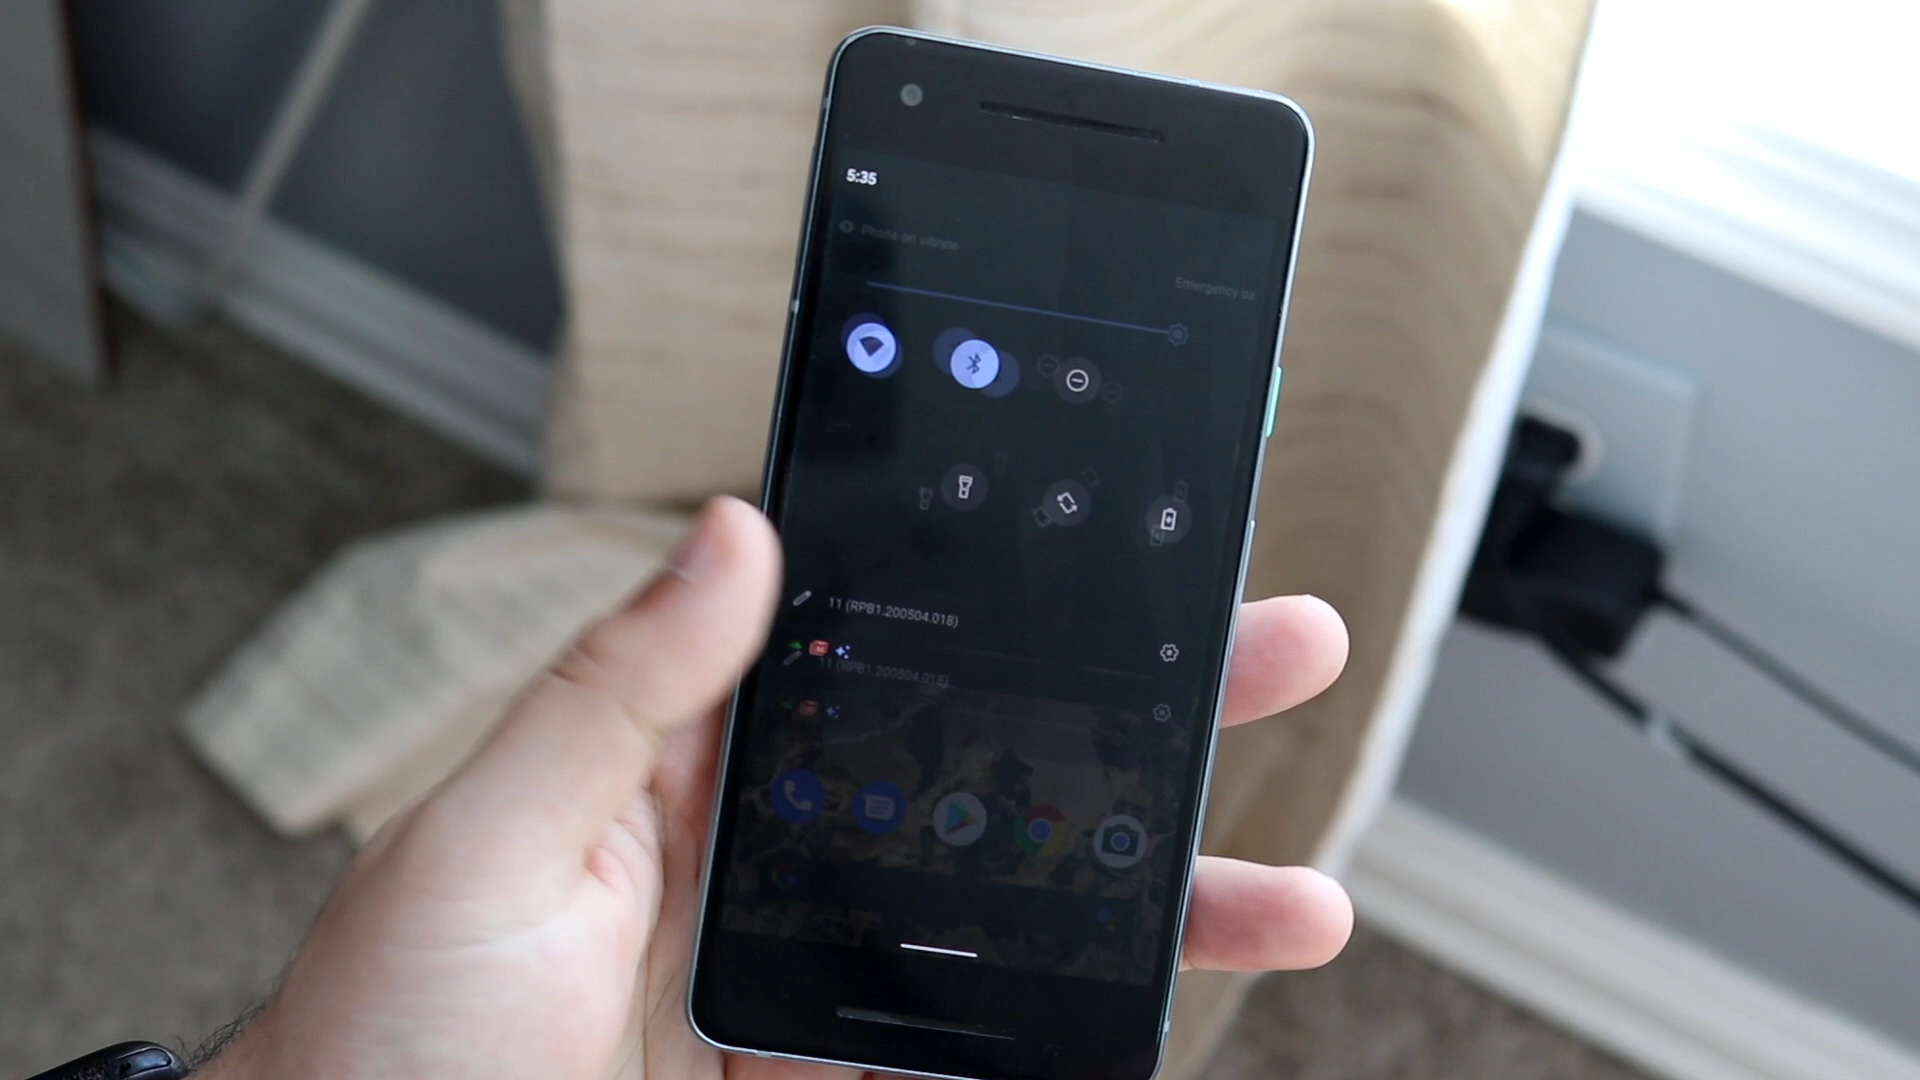 5:35
Phone on vibrate
Emergency ca
11 (RPB1.200504.018)
11 (RPB1.200504.018)